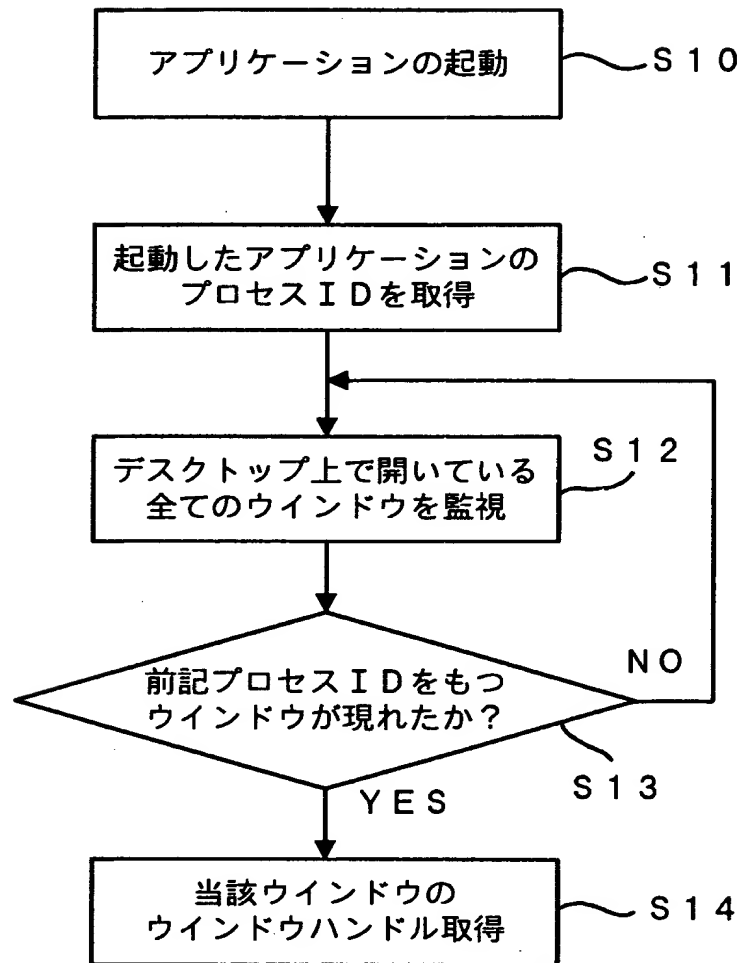 アプリケーションの起動
S10
起動したアプリケーションの
プロセスIDを取得
S11
デスクトップ上で開いている
全てのウインドウを監視
S12
前記プロセスIDをもつ
ウインドウが現れたか？
NO
S13
YES
当該ウインドウの
ウインドウハンドル取得
S14